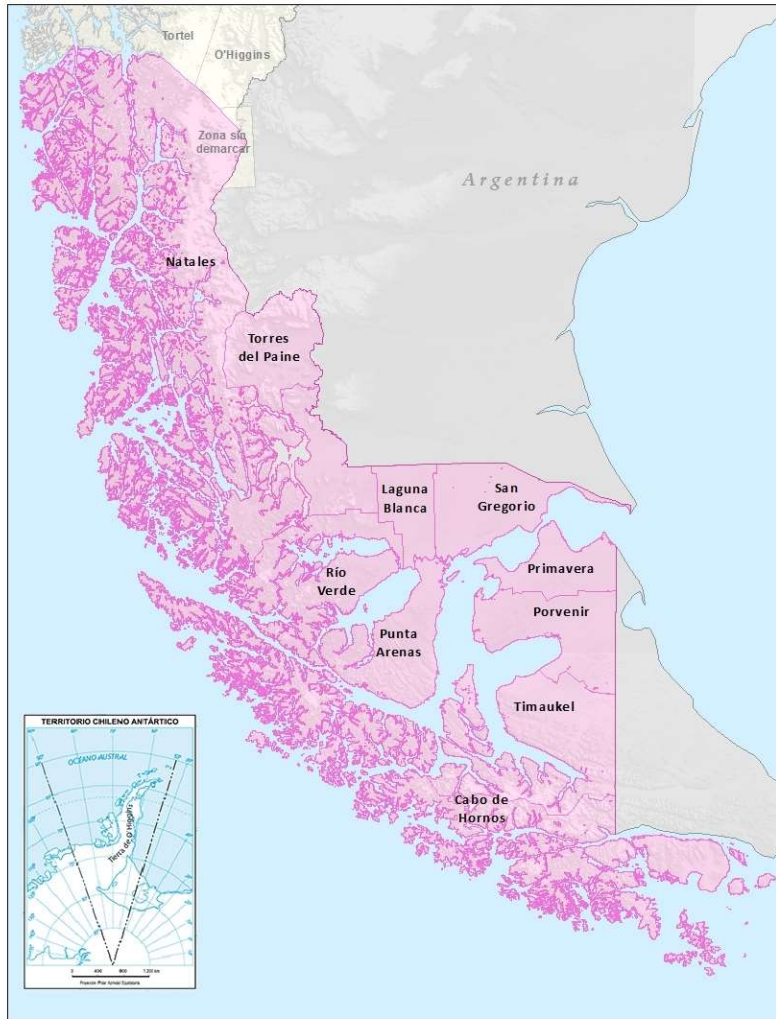 Tortel
O'Higgins
Zona sin
demarcar
Argentina
Natales
Torres
del Paine
Laguna
Blanca
San
Gregorio
Primavera
Río
Verde
Porvenir
Punta
Arenas
Timaukel
Cabo de
Hornos
TERRITORIO CHILENO ANTÁRTICO
OCÉANO AUSTRAL
Tierra de O'Higgins